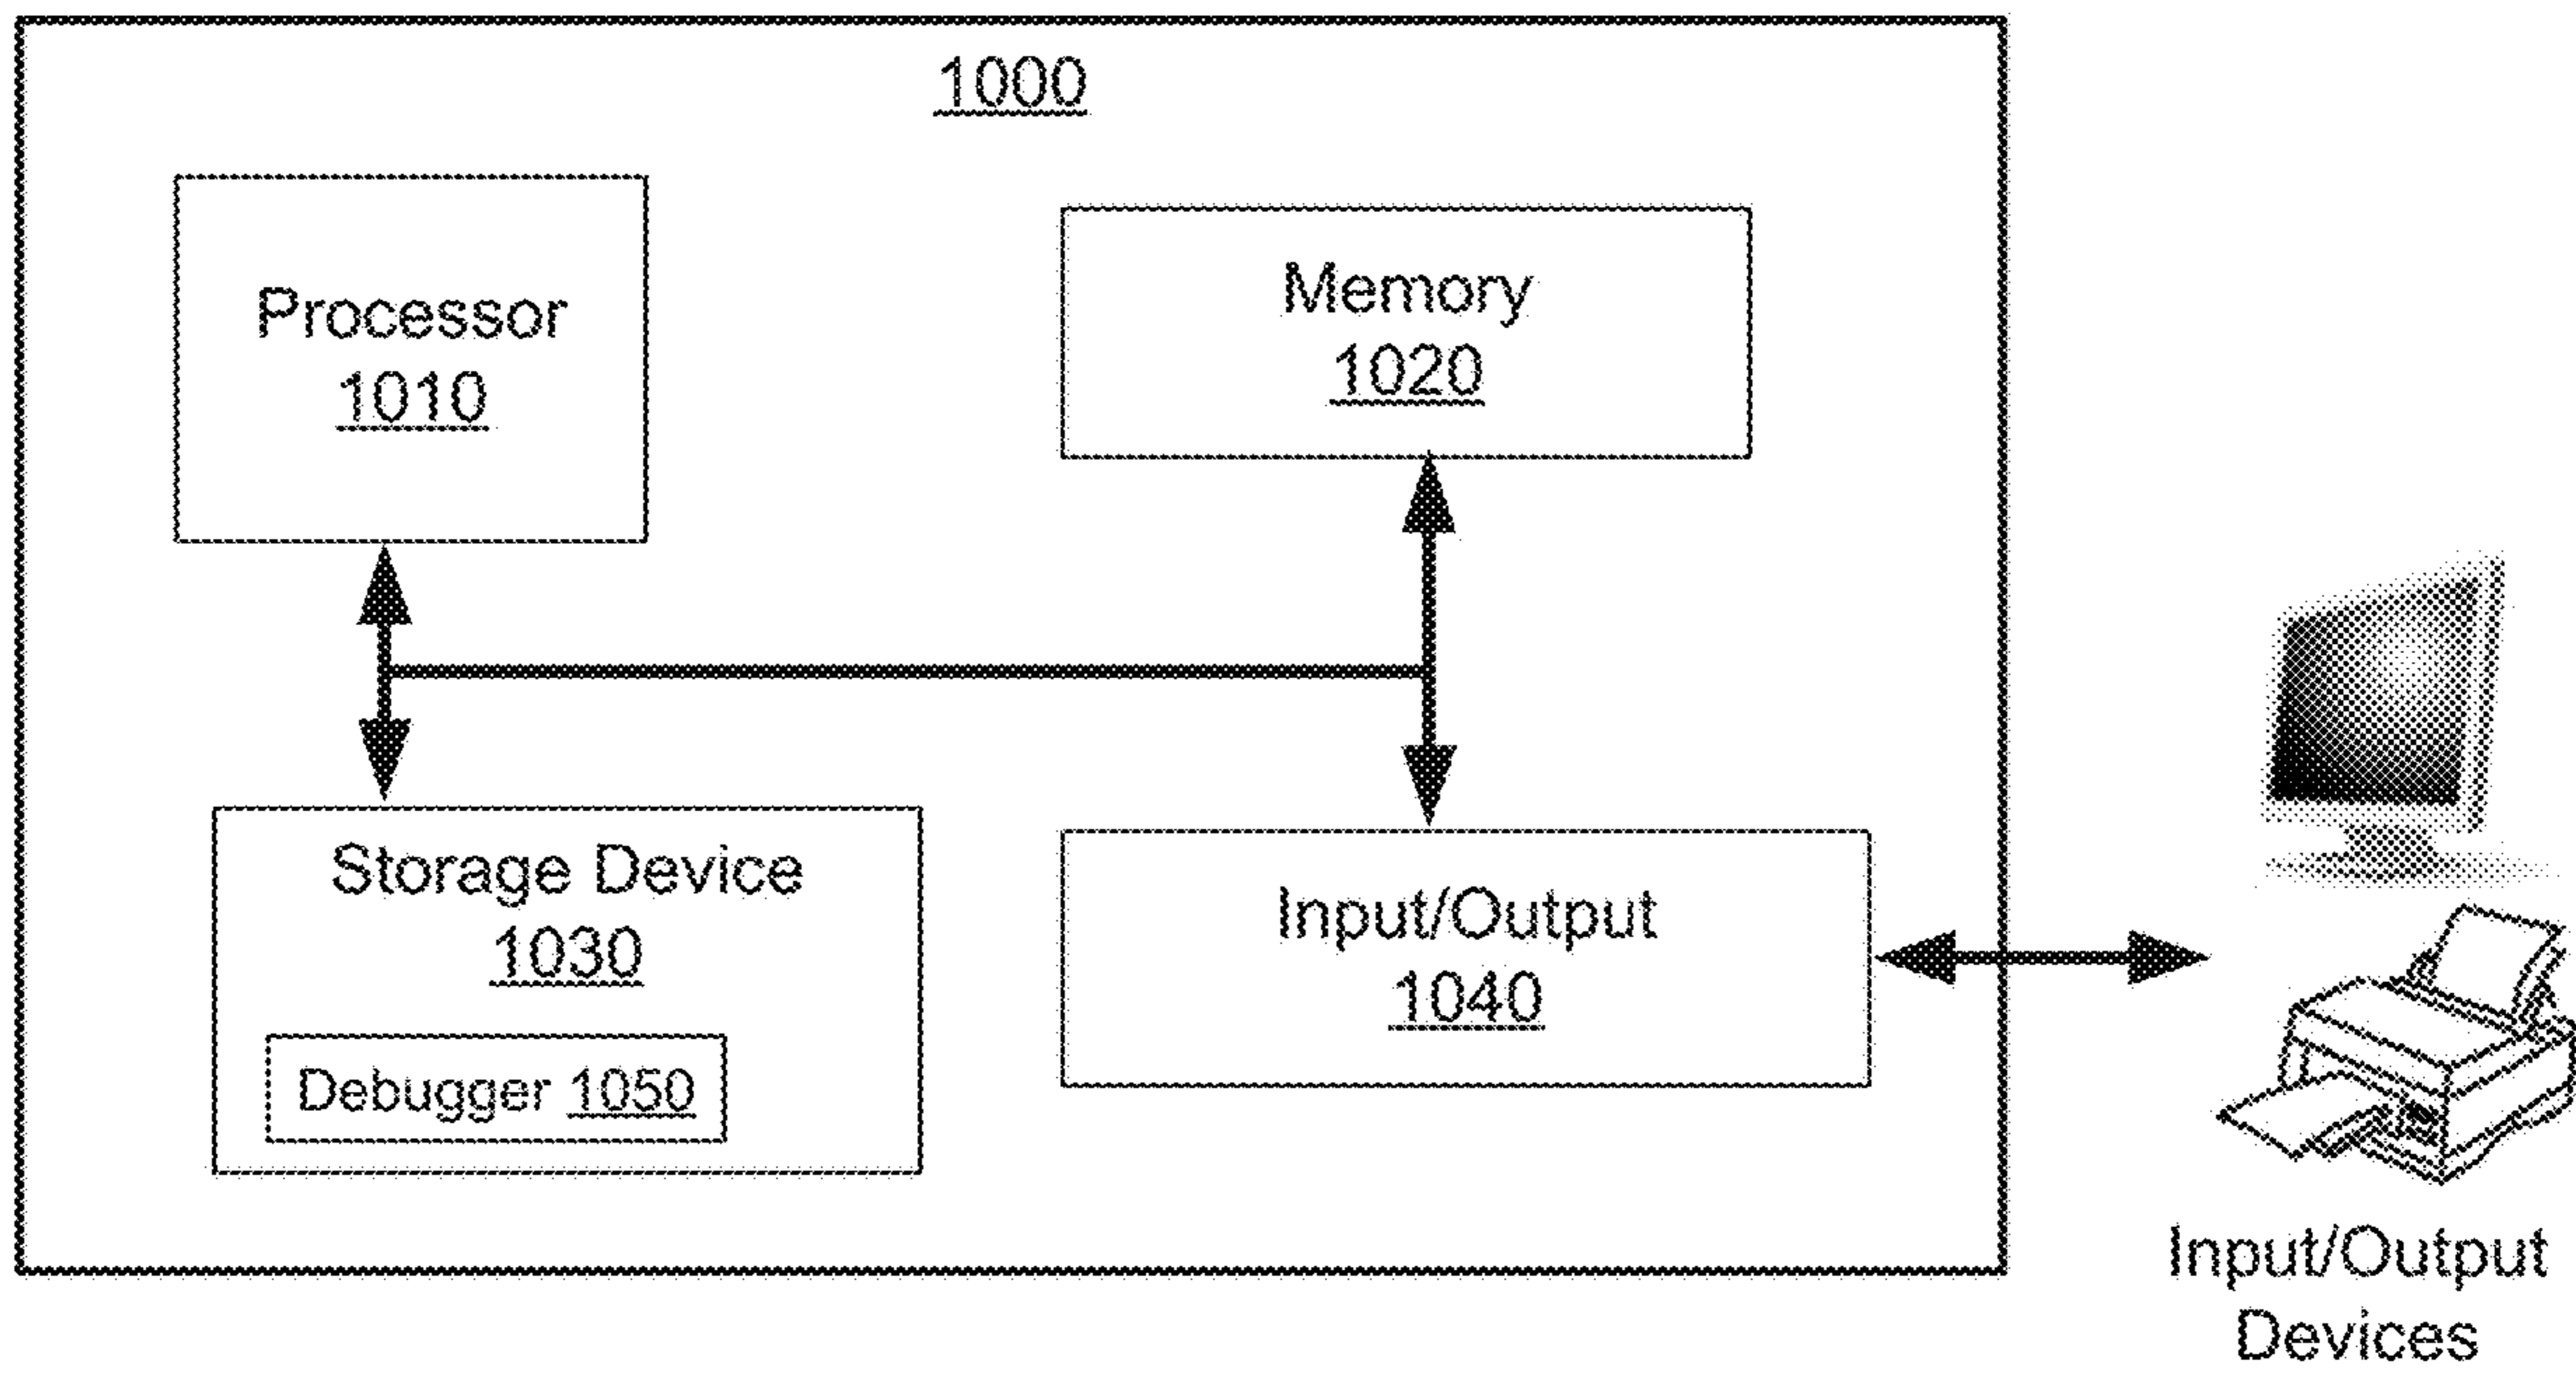 1000
Processor
1010
Memory
1020
Storage Device
1030
Debugger 1050
Input/Output
1040
Input/Output
Devices